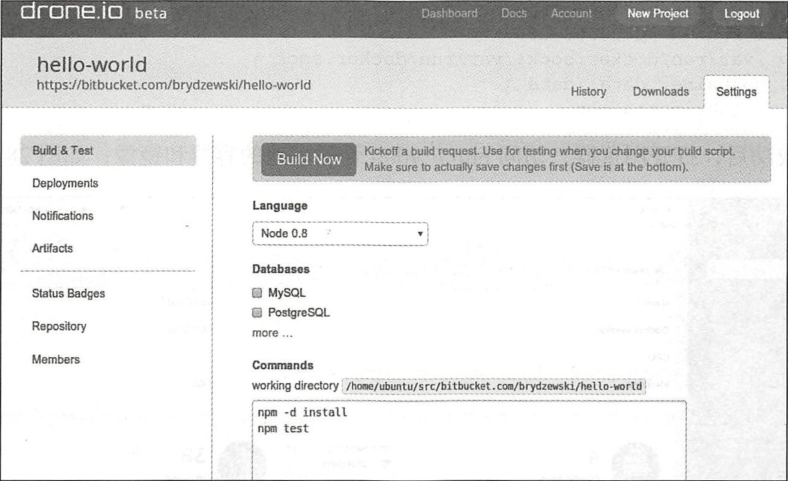 drone.io beta
Dashboard Docs Account New Project Logout
hello-world
https://bitbucket.com/brydzewski/hello-world
History Downloads Settings
Build & Test
Deployments
Notifications
Artifacts
Status Badges
Repository
Members
Build Now
Kickoff a build request. Use for testing when you change your build script.
Make sure to actually save changes first (Save is at the bottom).
Language
Node 0.8
Databases
MySQL
PostgreSQL
more ...
Commands
working directory /home/ubuntu/src/bitbucket.com/brydzewski/hello-world
npm -d install
npm test